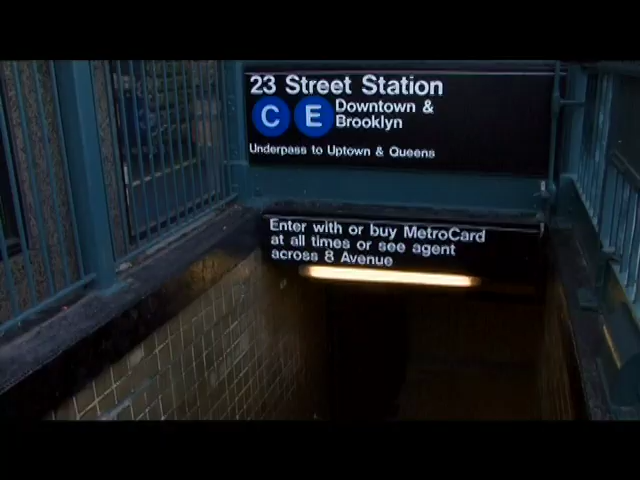 23 Street Station
C E Downtown &
Brooklyn
Underpass to Uptown & Queens
Enter with or buy MetroCard
at all times or see agent
across 8 Avenue